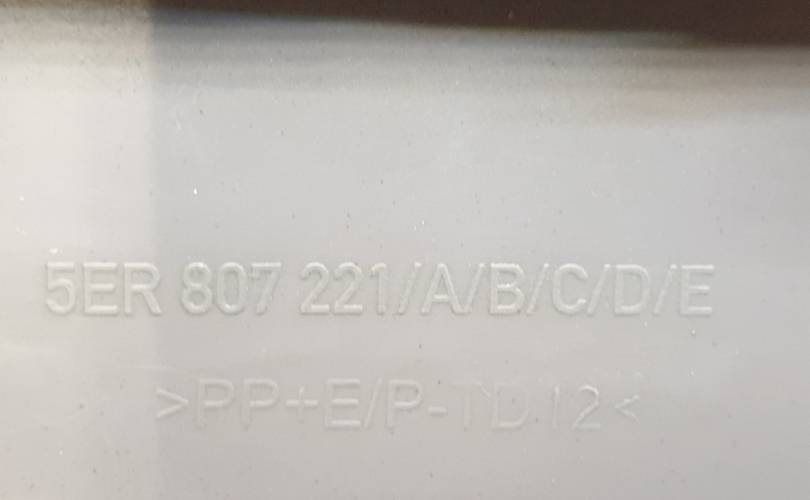 5ER 807 221/A/B/C/D/E
>PP+E/P-TD12<